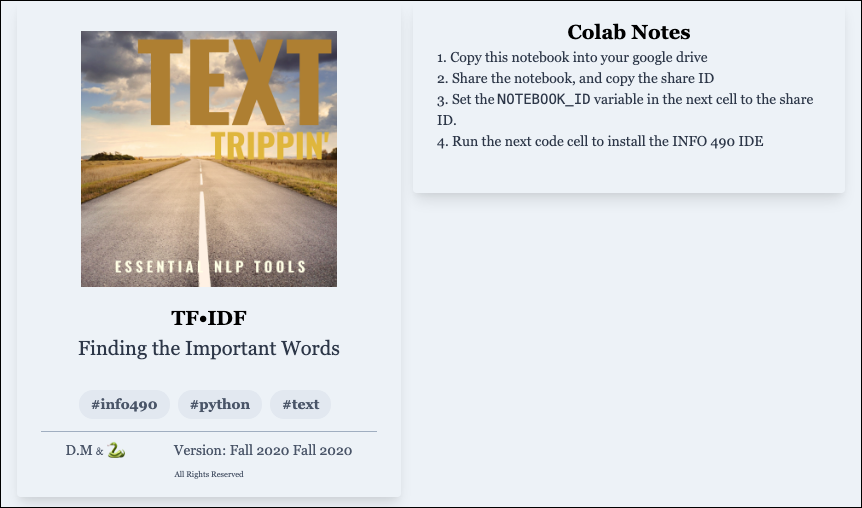 TEXT
TRIPPIN'
ESSENTIAL NLP TOOLS
TF•IDF
Finding the Important Words
#info490 #python #text
D.M & 🐍 Version: Fall 2020 Fall 2020
All Rights Reserved
Colab Notes
1. Copy this notebook into your google drive
2. Share the notebook, and copy the share ID
3. Set the NOTEBOOK_ID variable in the next cell to the share
ID.
4. Run the next code cell to install the INFO 490 IDE